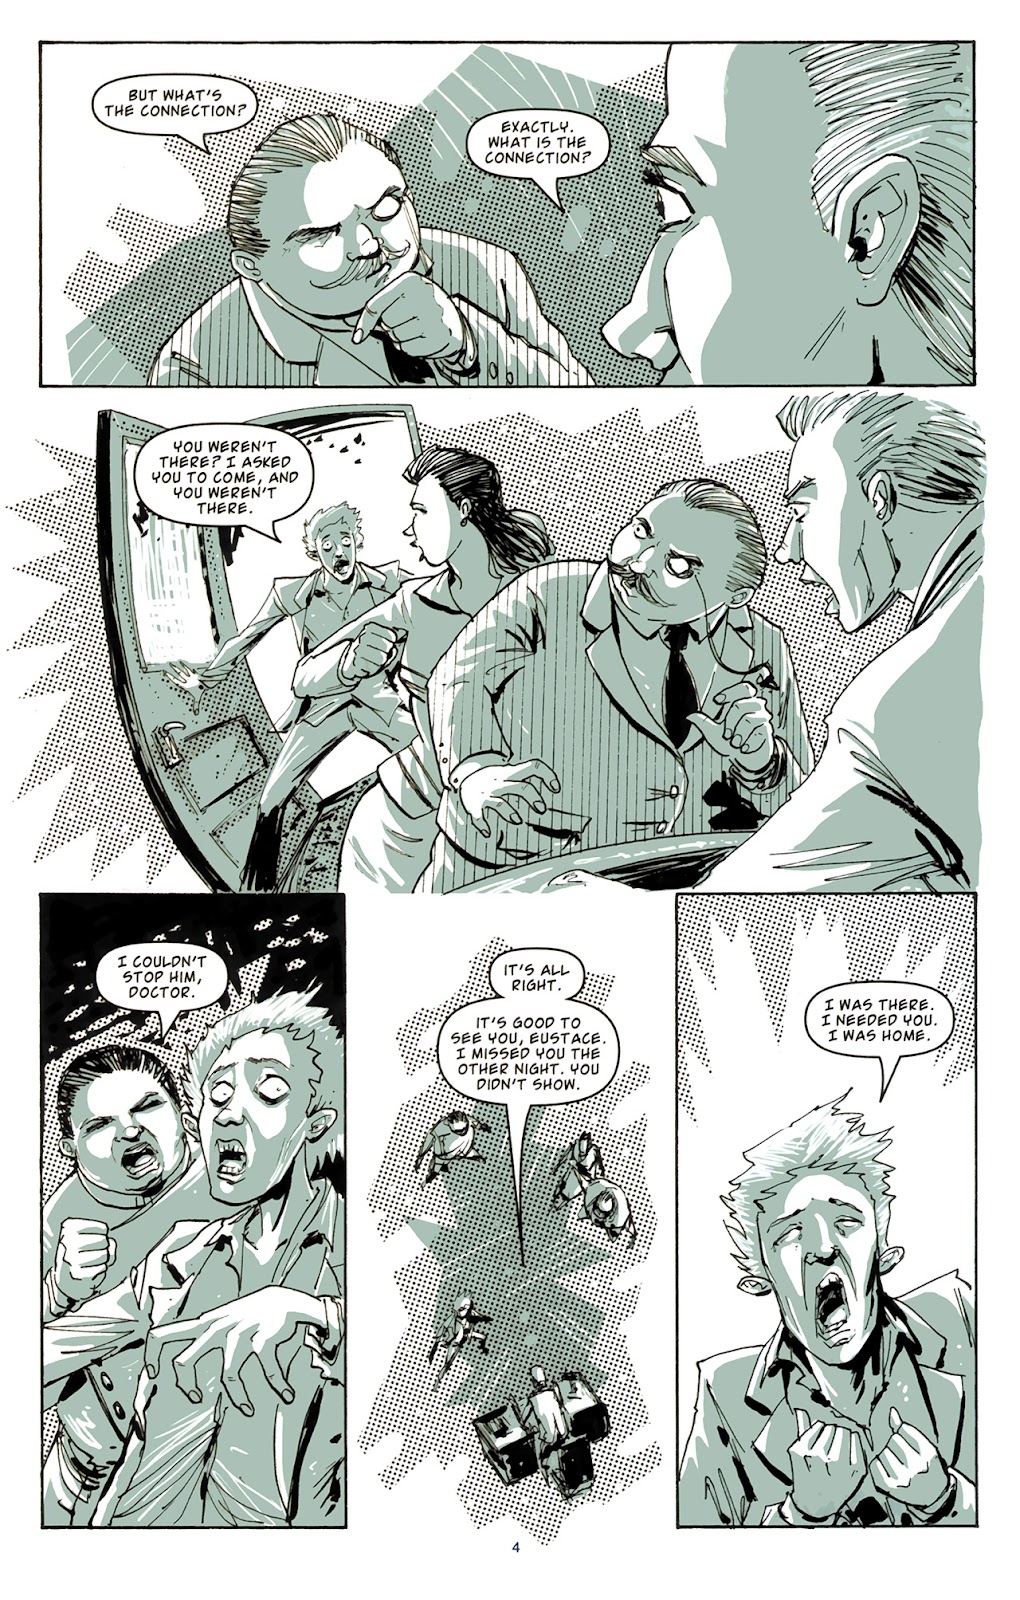 BUT WHAT'S
THE CONNECTION?
EXACTLY.
WHAT IS THE
CONNECTION?
YOU WEREN'T
THERE? I ASKED
YOU TO COME, AND
YOU WEREN'T
THERE.
I COULDN'T
STOP HIM,
DOCTOR.
IT'S ALL
RIGHT.
IT'S GOOD TO
SEE YOU, EUSTACE.
I MISSED YOU THE
OTHER NIGHT. YOU
DIDN'T SHOW.
I WAS THERE.
I NEEDED YOU.
I WAS HOME.
4